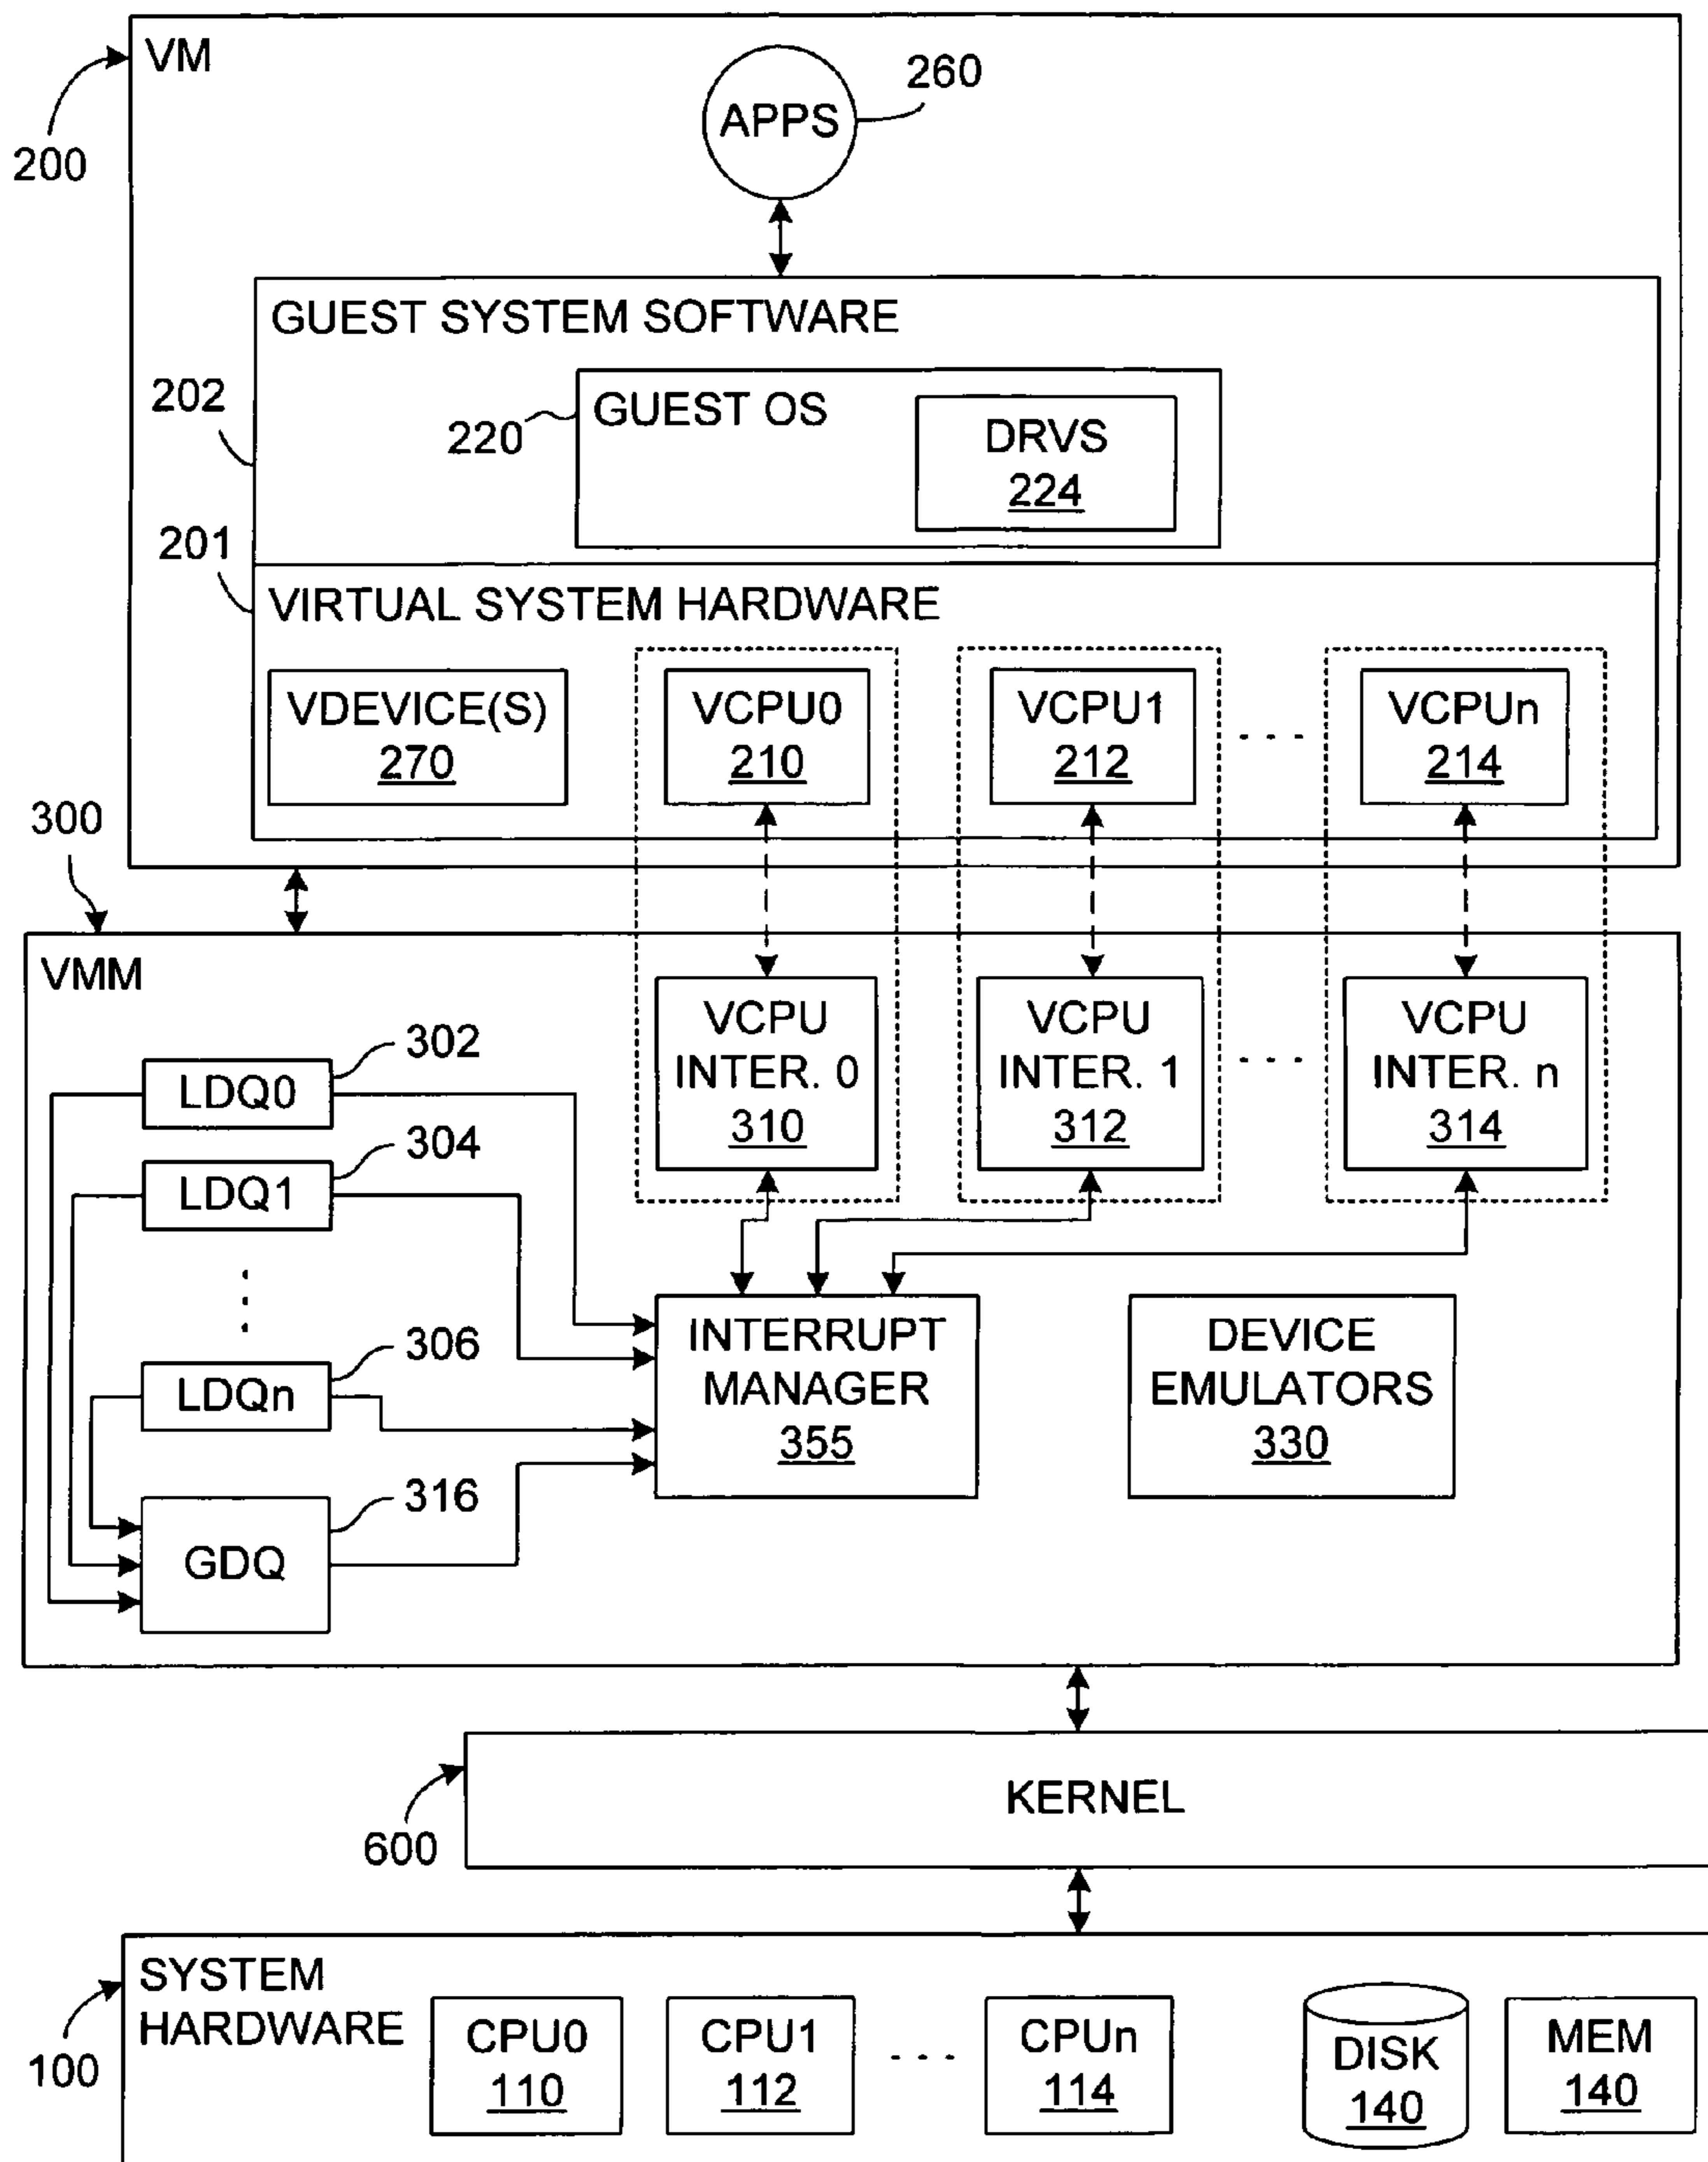 VM
200
APPS
260
GUEST SYSTEM SOFTWARE
202
GUEST OS
220
DRVS
224
201
VIRTUAL SYSTEM HARDWARE
VDEVICE(S)
270
VCPU0
210
VCPU1
212
. . . .
VCPUn
214
300
VMM
VCPU
INTER. 0
310
VCPU
INTER. 1
312
. . . .
VCPU
INTER. n
314
LDQ0
302
LDQ1
304
LDQn
306
GDQ
316
INTERRUPT
MANAGER
355
DEVICE
EMULATORS
330
KERNEL
600
SYSTEM
HARDWARE
100
CPU0
110
CPU1
112
. . . .
CPUn
114
DISK
140
MEM
140